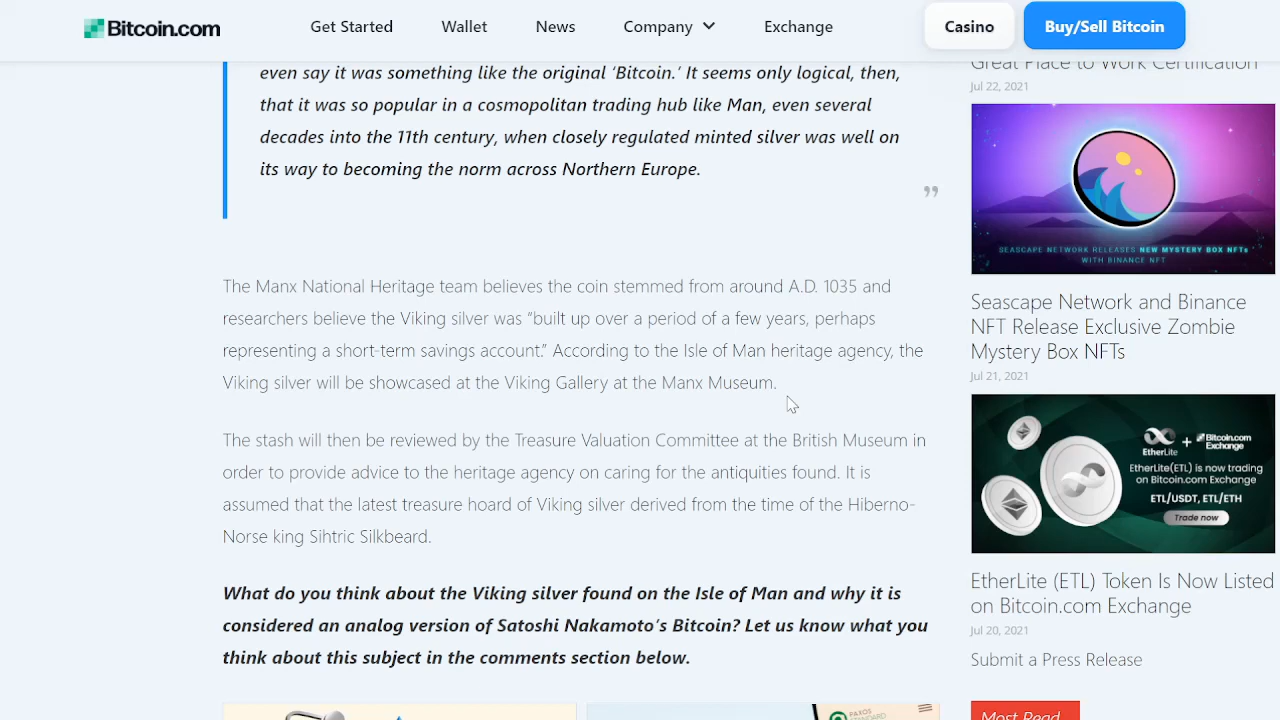 Bitcoin.com
Get Started
Wallet
News
Company
Exchange
Casino
Buy/Sell Bitcoin
even say it was something like the original ‘Bitcoin.’ It seems only logical, then,
that it was so popular in a cosmopolitan trading hub like Man, even several
decades into the 11th century, when closely regulated minted silver was well on
its way to becoming the norm across Northern Europe.
”
The Manx National Heritage team believes the coin stemmed from around A.D. 1035 and
researchers believe the Viking silver was “built up over a period of a few years, perhaps
representing a short-term savings account.” According to the Isle of Man heritage agency, the
Viking silver will be showcased at the Viking Gallery at the Manx Museum.
The stash will then be reviewed by the Treasure Valuation Committee at the British Museum in
order to provide advice to the heritage agency on caring for the antiquities found. It is
assumed that the latest treasure hoard of Viking silver derived from the time of the Hiberno-
Norse king Sihtric Silkbeard.
What do you think about the Viking silver found on the Isle of Man and why it is
considered an analog version of Satoshi Nakamoto’s Bitcoin? Let us know what you
think about this subject in the comments section below.
PAXOS
STANDARD
Great Place to Work Certification
Jul 22, 2021
SEASCAPE NETWORK RELEASES NEW MYSTERY BOX NFTs
WITH BINANCE NFT
Seascape Network and Binance
NFT Release Exclusive Zombie
Mystery Box NFTs
Jul 21, 2021
EtherLite
+
Bitcoin.com
Exchange
EtherLite(ETL) is now trading
on Bitcoin.com Exchange
ETL/USDT, ETL/ETH
Trade now
EtherLite (ETL) Token Is Now Listed
on Bitcoin.com Exchange
Jul 20, 2021
Submit a Press Release
Most Read